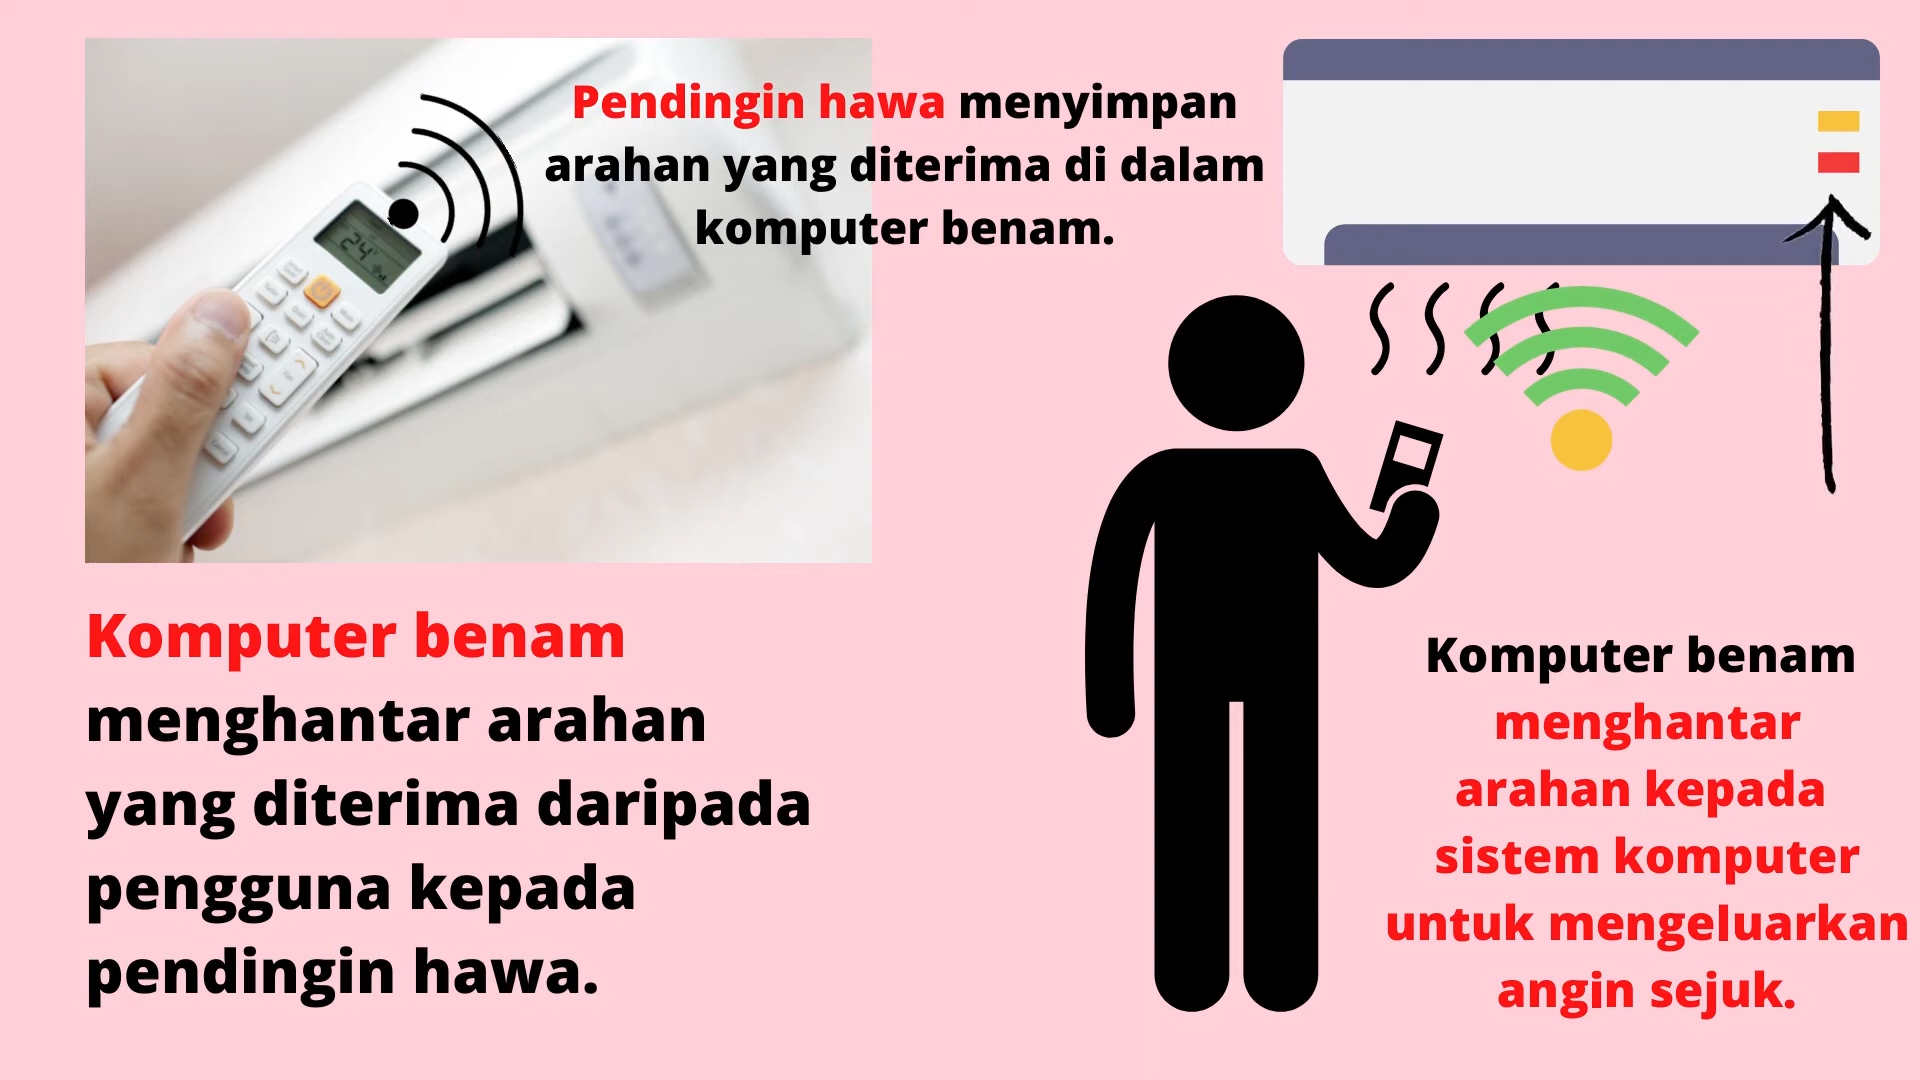 Pendingin hawa menyimpan
arahan yang diterima di dalam
komputer benam.
24°
Komputer benam
menghantar arahan
yang diterima daripada
pengguna kepada
pendingin hawa.
Komputer benam
menghantar
arahan kepada
sistem komputer
untuk mengeluarkan
angin sejuk.